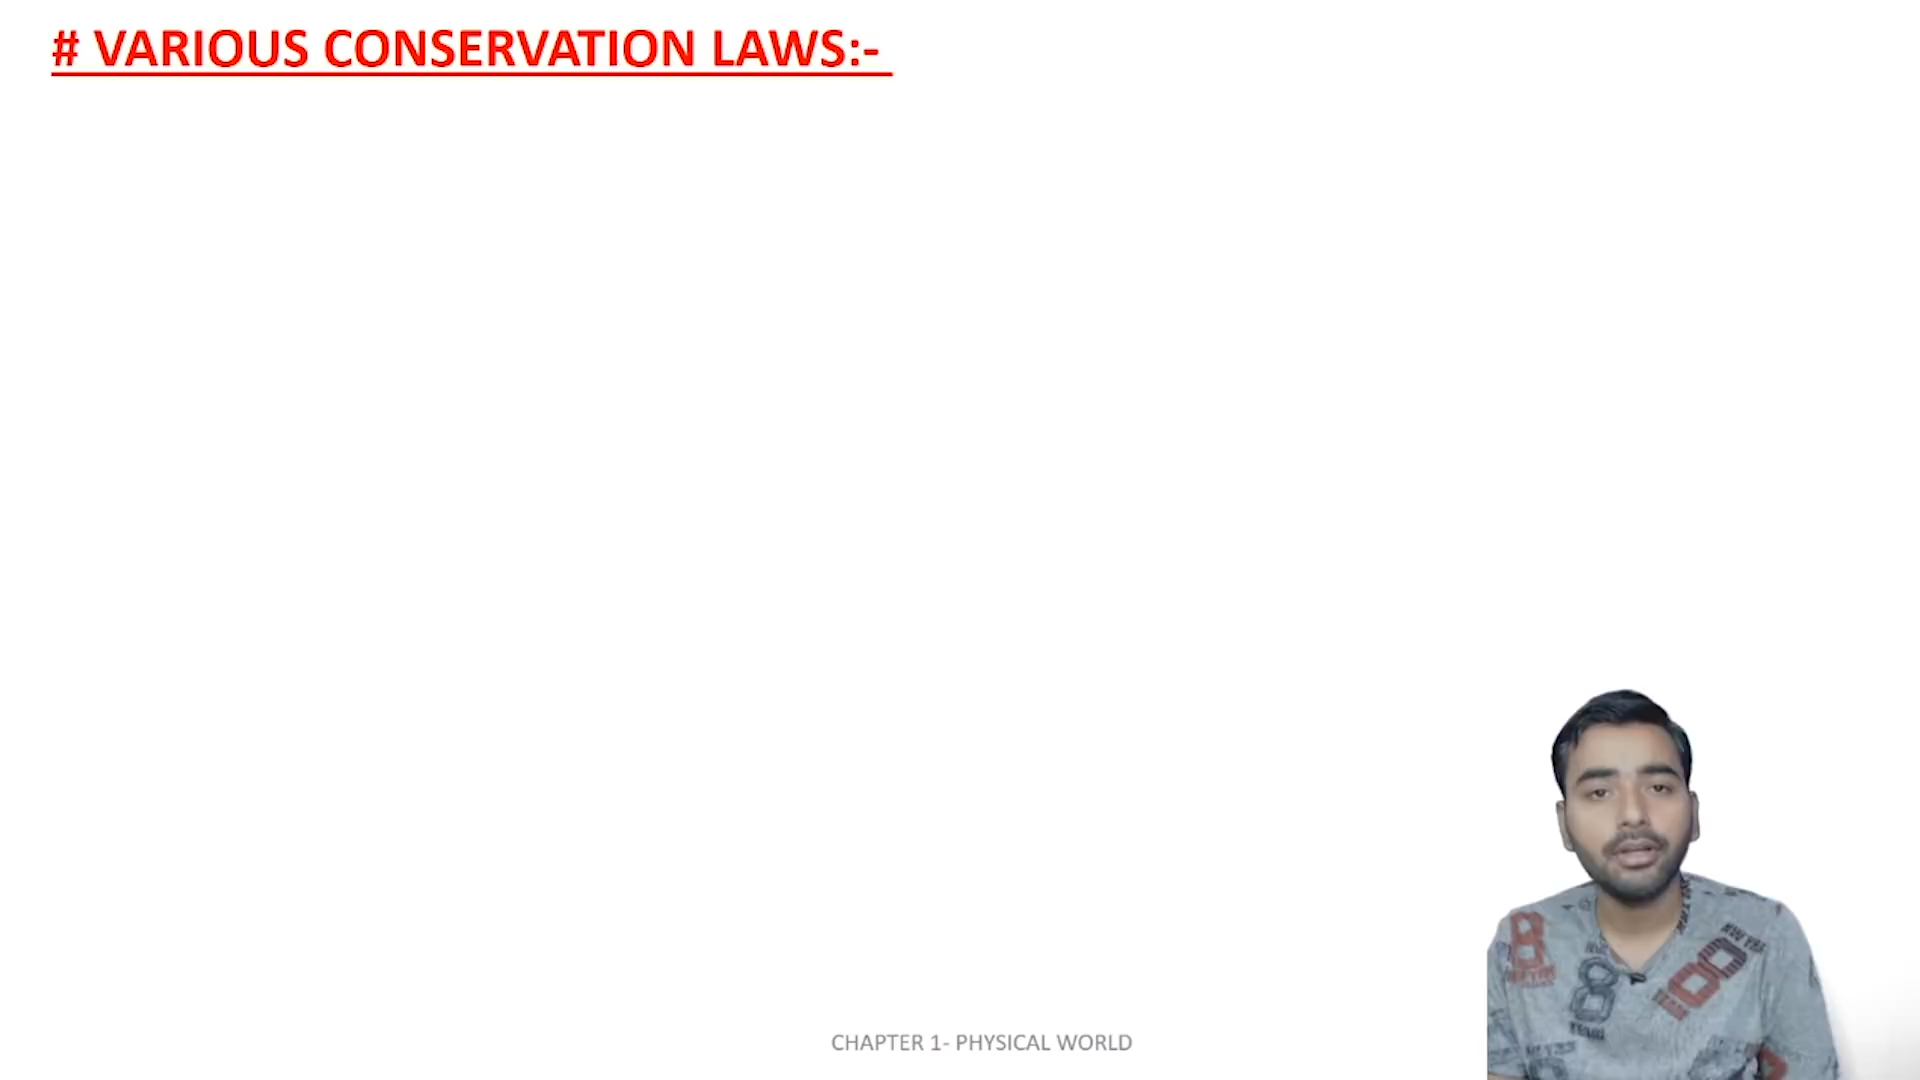 # VARIOUS CONSERVATION LAWS:-
CHAPTER 1- PHYSICAL WORLD